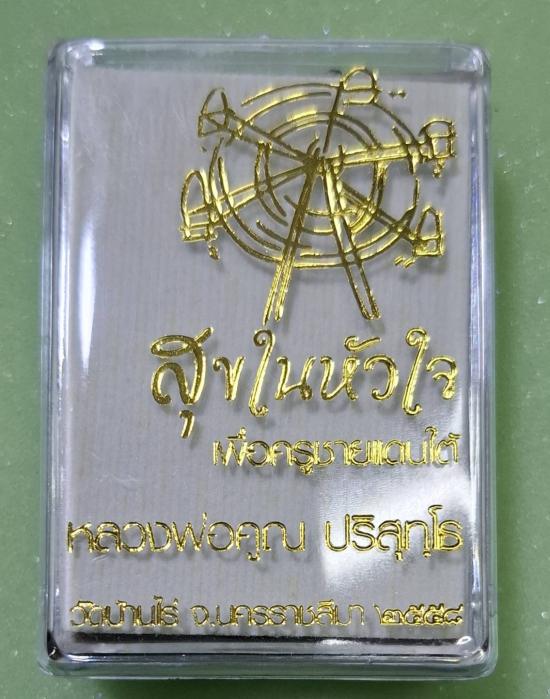 สุขในหัวใจ
เพื่อครูชายแดนใต้
หลวงพ่อคูณ ปริสุทฺโธ
วัดบ้านไร่ จ.นครราชสีมา ๒๕๕๘